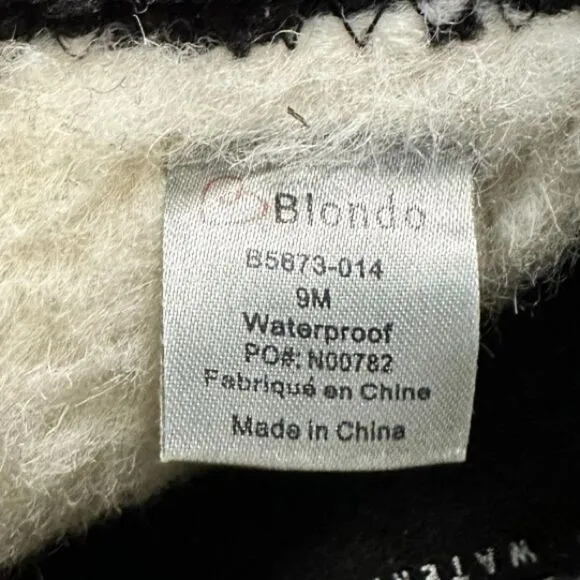 Blondo
B5673-014
9M
Waterproof
PO#: N00782
Fabriqué en Chine
Made in China